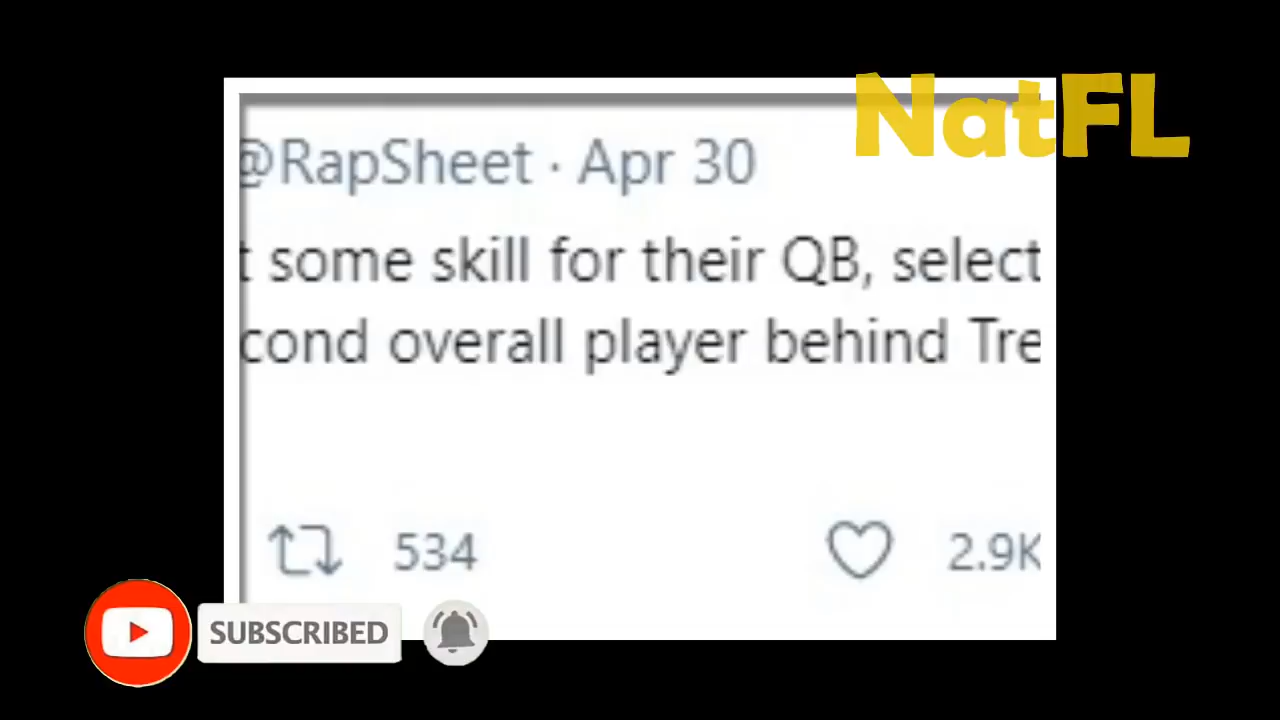 NatFL
@RapSheet · Apr 30
t some skill for their QB, select
cond overall player behind Tre
534 2.9K
SUBSCRIBED